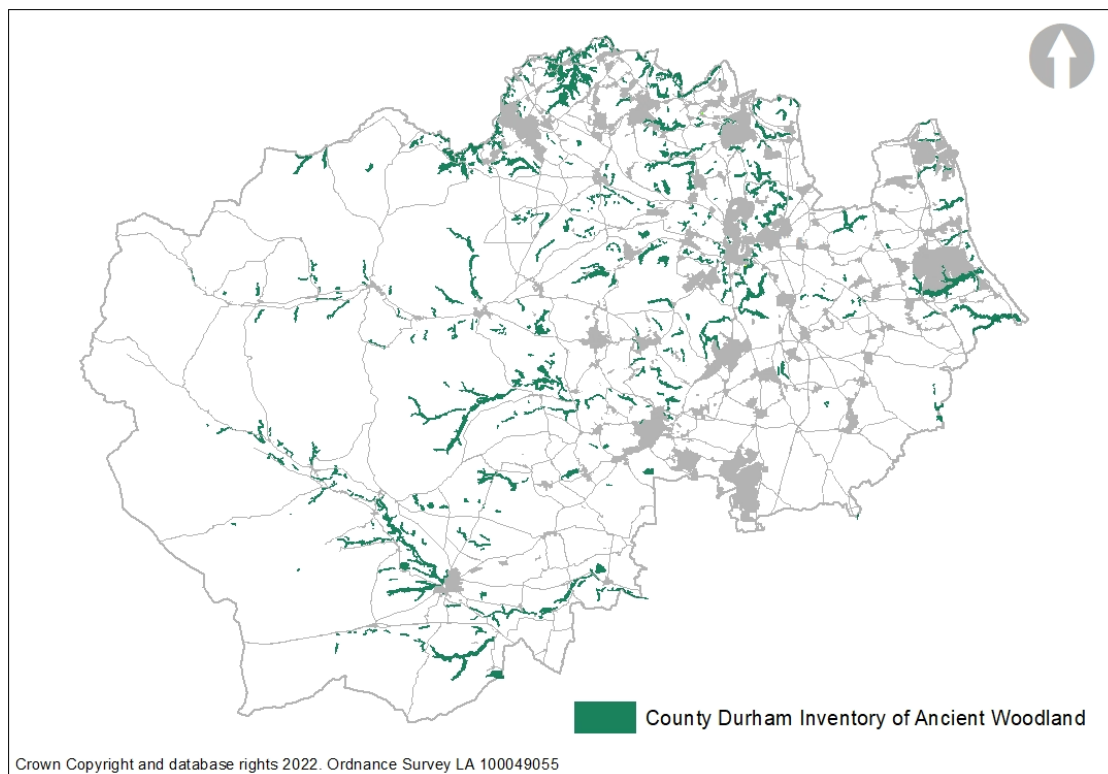 County Durham Inventory of Ancient Woodland
Crown Copyright and database rights 2022. Ordnance Survey LA 100049055